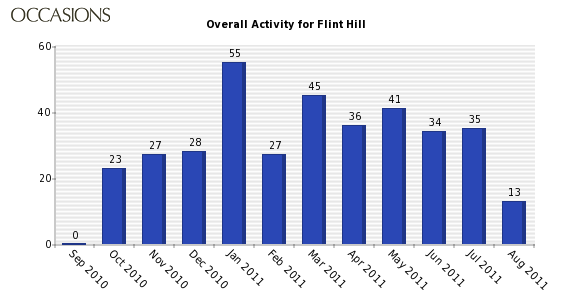 OCCASIONS
Overall Activity for Flint Hill
60
40
20
0
0
23
27
28
55
27
45
36
41
34
35
13
Sep 2010
Oct 2010
Nov 2010
Dec 2010
Jan 2011
Feb 2011
Mar 2011
Apr 2011
May 2011
Jun 2011
Jul 2011
Aug 2011